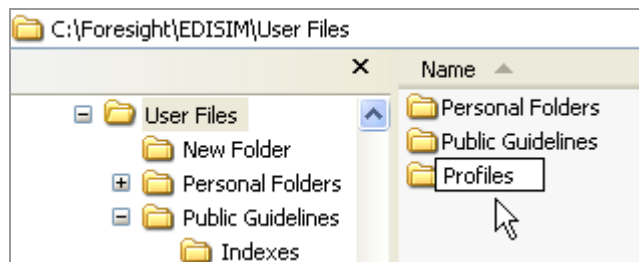 C:\Foresight\EDISIM\User Files
Name
User Files
New Folder
Personal Folders
Public Guidelines
Indexes
Personal Folders
Public Guidelines
Profiles